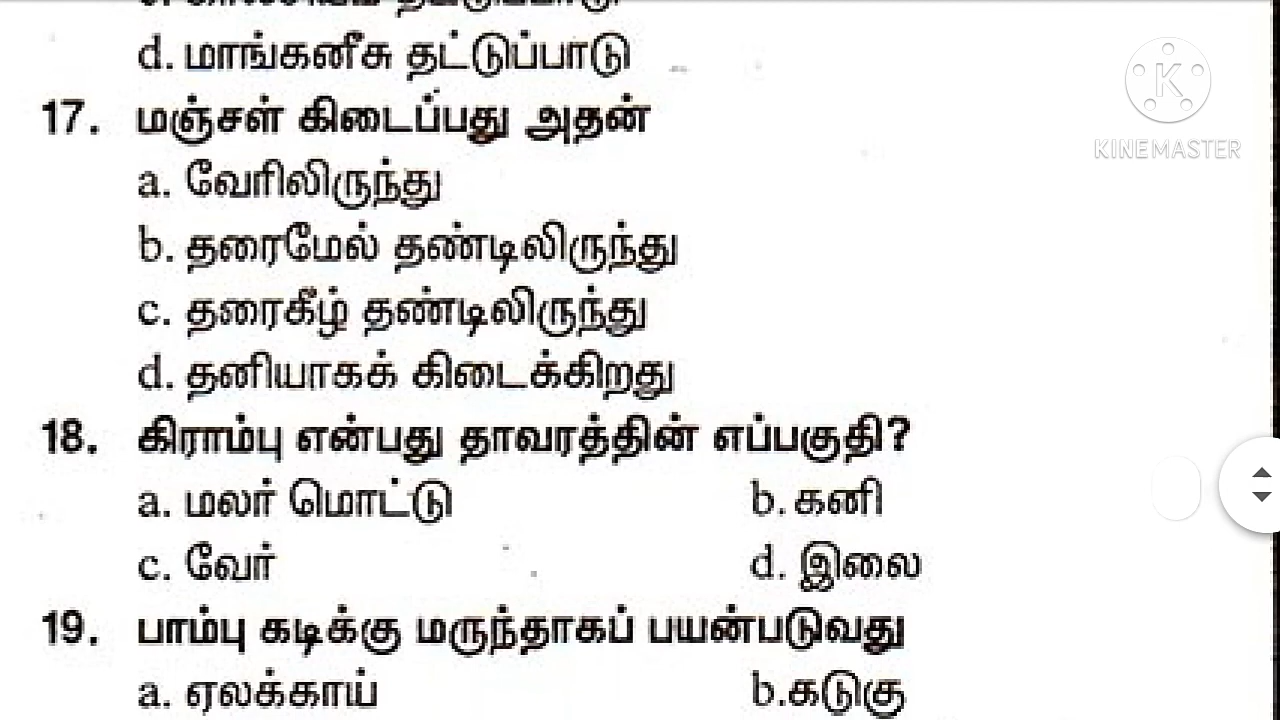 d. மாங்கனீசு தட்டுப்பாடு
17. மஞ்சள் கிடைப்பது அதன்
a. வேரிலிருந்து
b. தரைமேல் தண்டிலிருந்து
c. தரைகீழ் தண்டிலிருந்து
d. தனியாகக் கிடைக்கிறது
18. கிராம்பு என்பது தாவரத்தின் எப்பகுதி?
a. மலர் மொட்டு b. கனி
c. வேர் d. இலை
19. பாம்பு கடிக்கு மருந்தாகப் பயன்படுவது
a. ஏலக்காய் b.கடுகு
K
KINEMASTER